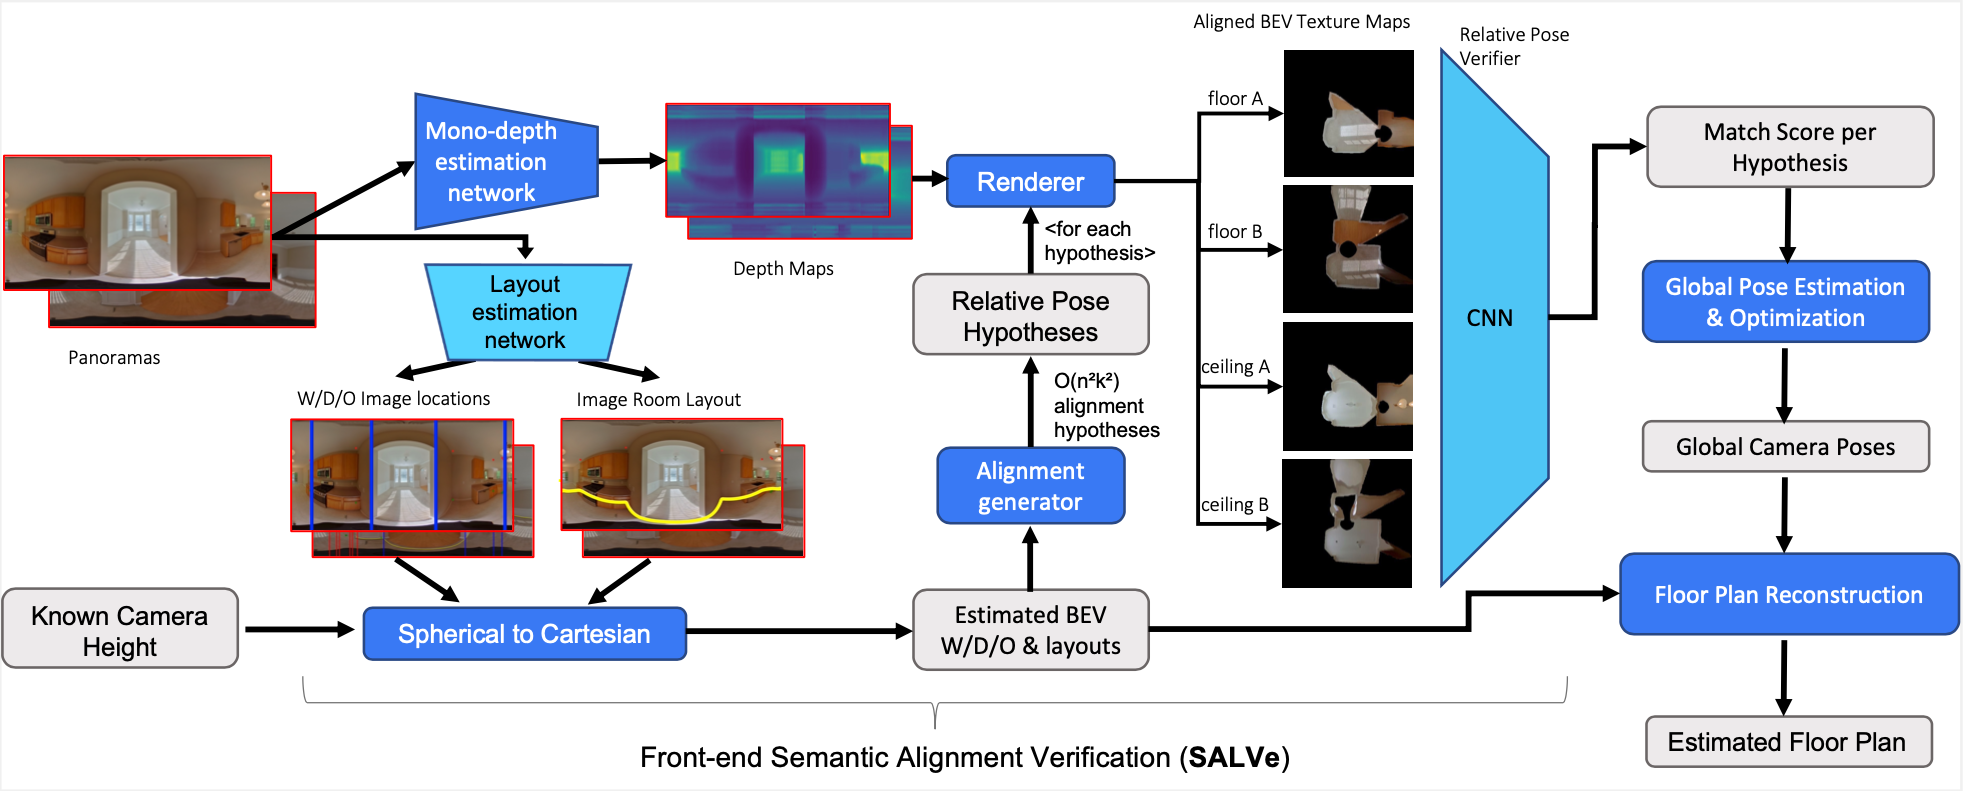 Aligned BEV Texture Maps
Relative Pose
Verifier
floor A
Mono-depth
estimation
network
Match Score per
Hypothesis
Renderer
<for each
hypothesis>
floor B
Depth Maps
Layout
estimation
network
Relative Pose
Hypotheses
Global Pose Estimation
& Optimization
CNN
Panoramas
ceiling A
O(n²k²)
alignment
hypotheses
W/D/O Image locations
Image Room Layout
Global Camera Poses
Alignment
generator
ceiling B
Known Camera
Height
Spherical to Cartesian
Estimated BEV
W/D/O & layouts
Floor Plan Reconstruction
Estimated Floor Plan
Front-end Semantic Alignment Verification (SALVe)